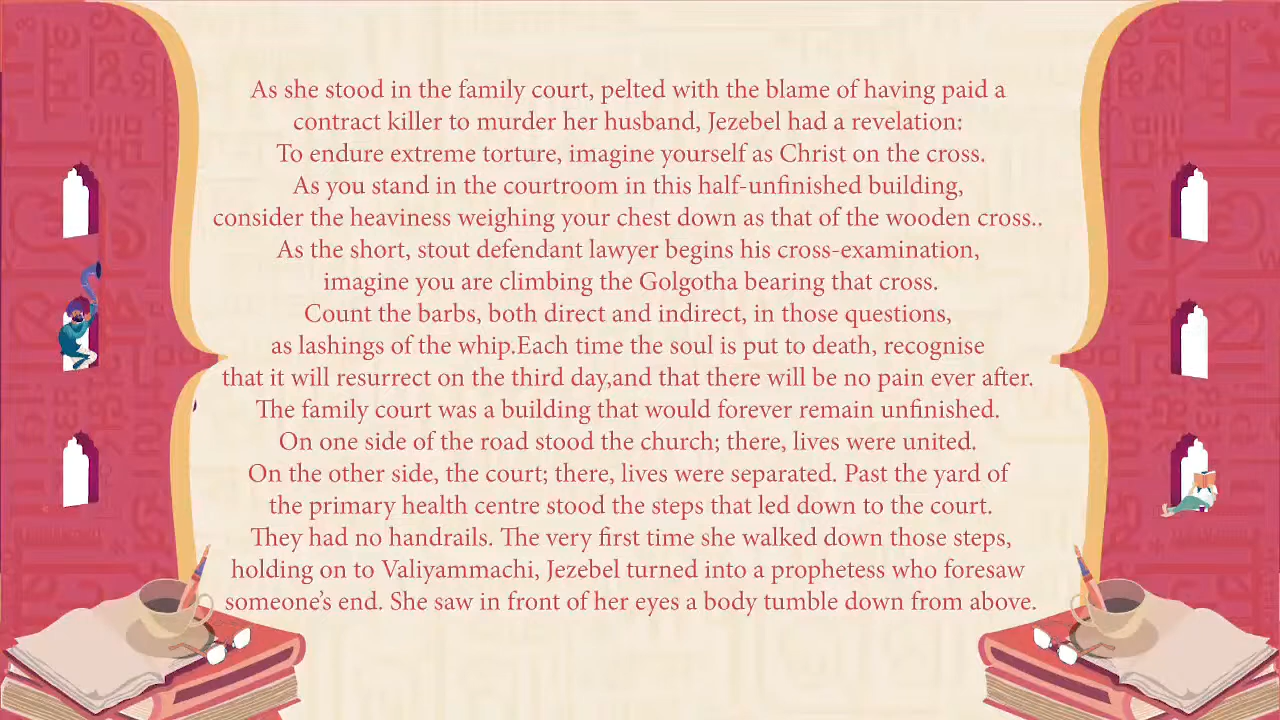 As she stood in the family court, pelted with the blame of having paid a
contract killer to murder her husband, Jezebel had a revelation:
To endure extreme torture, imagine yourself as Christ on the cross.
As you stand in the courtroom in this half-unfinished building,
consider the heaviness weighing your chest down as that of the wooden cross..
As the short, stout defendant lawyer begins his cross-examination,
imagine you are climbing the Golgotha bearing that cross.
Count the barbs, both direct and indirect, in those questions,
as lashings of the whip.Each time the soul is put to death, recognise
that it will resurrect on the third day,and that there will be no pain ever after.
The family court was a building that would forever remain unfinished.
On one side of the road stood the church; there, lives were united.
On the other side, the court; there, lives were separated. Past the yard of
the primary health centre stood the steps that led down to the court.
They had no handrails. The very first time she walked down those steps,
holding on to Valiyammachi, Jezebel turned into a prophetess who foresaw
someone's end. She saw in front of her eyes a body tumble down from above.